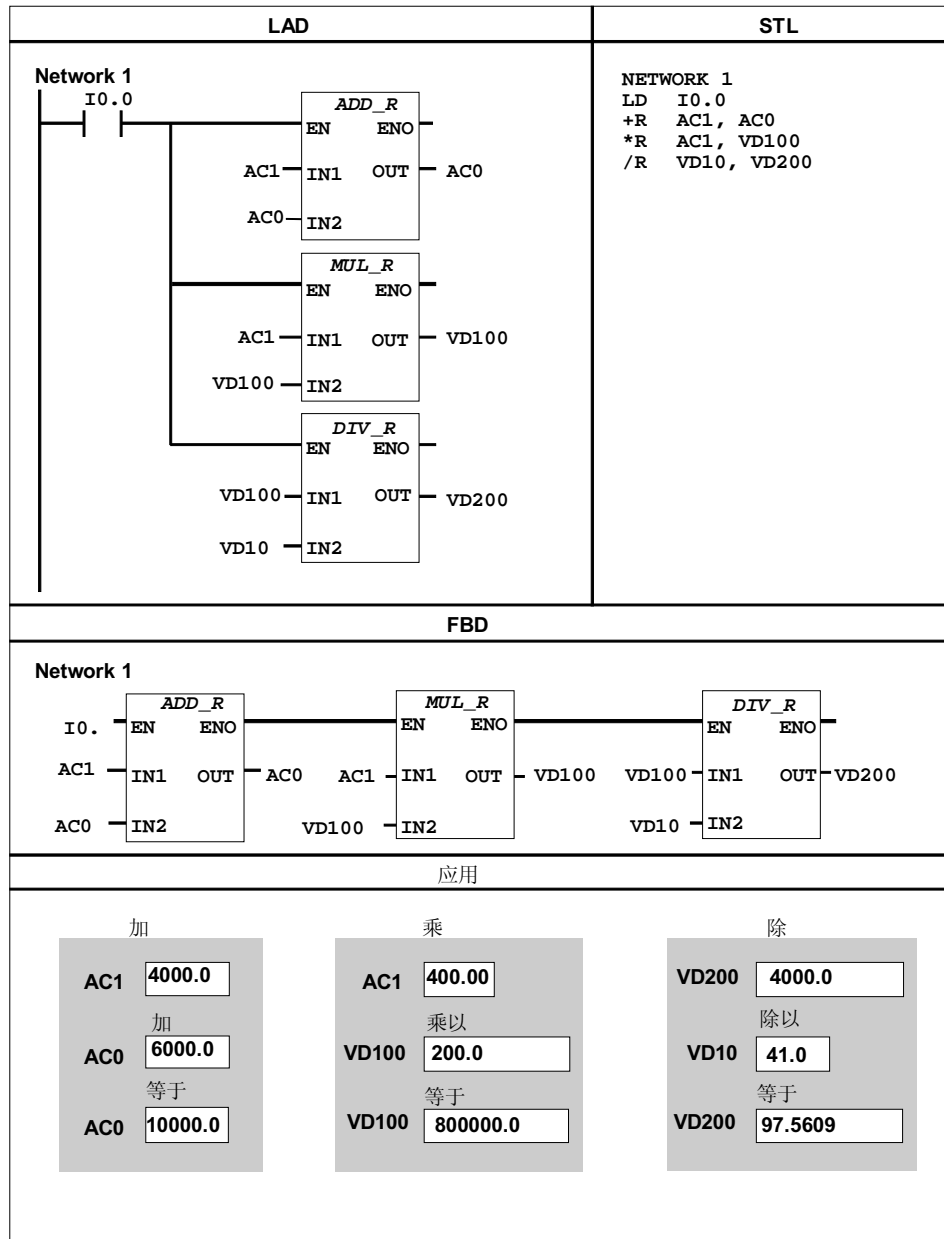 LAD
STL
Network 1
I0.0
ADD_R
EN ENO
AC1 IN1 OUT AC0
AC0 IN2
MUL_R
EN ENO
AC1 IN1 OUT VD100
VD100 IN2
DIV_R
EN ENO
VD100 IN1 OUT VD200
VD10 IN2
NETWORK 1
LD I0.0
+R AC1, AC0
*R AC1, VD100
/R VD10, VD200
FBD
Network 1
ADD_R
I0. EN ENO
AC1 IN1 OUT AC0
AC0 IN2
MUL_R
EN ENO
AC1 IN1 OUT VD100
VD100 IN2
DIV_R
EN ENO
VD100 IN1 OUT VD200
VD10 IN2
应用
加
AC1 4000.0
加
AC0 6000.0
等于
AC0 10000.0
乘
AC1 400.00
乘以
VD100 200.0
等于
VD100 800000.0
除
VD200 4000.0
除以
VD10 41.0
等于
VD200 97.5609